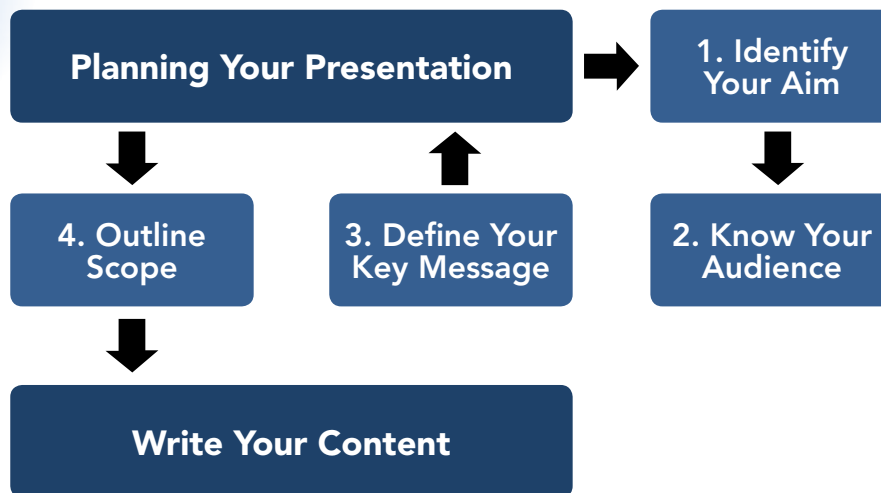 Planning Your Presentation
1. Identify
Your Aim
4. Outline
Scope
3. Define Your
Key Message
2. Know Your
Audience
Write Your Content